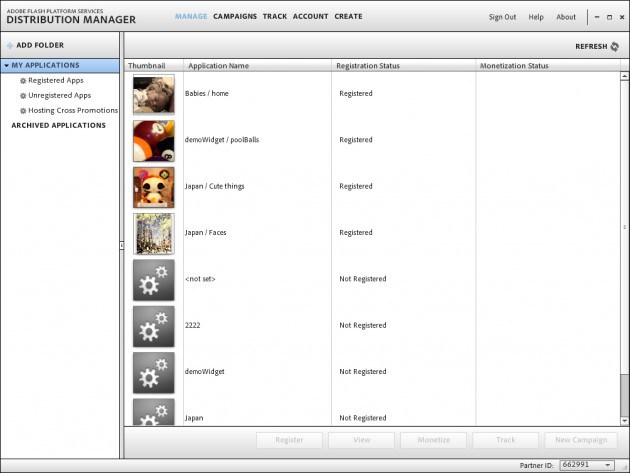 ADOBE FLASH PLATFORM SERVICES
DISTRIBUTION MANAGER
MANAGE CAMPAIGNS TRACK ACCOUNT CREATE
Sign Out Help About
ADD FOLDER
REFRESH
MY APPLICATIONS
Registered Apps
Unregistered Apps
Hosting Cross Promotions
ARCHIVED APPLICATIONS
Thumbnail Application Name Registration Status Monetization Status
Babies / home Registered
demoWidget / poolBalls Registered
Japan / Cute things Registered
Japan / Faces Registered
<not set> Not Registered
2222 Not Registered
demoWidget Not Registered
Japan Not Registered
Register View Monetize Track New Campaign
Partner ID: 662991